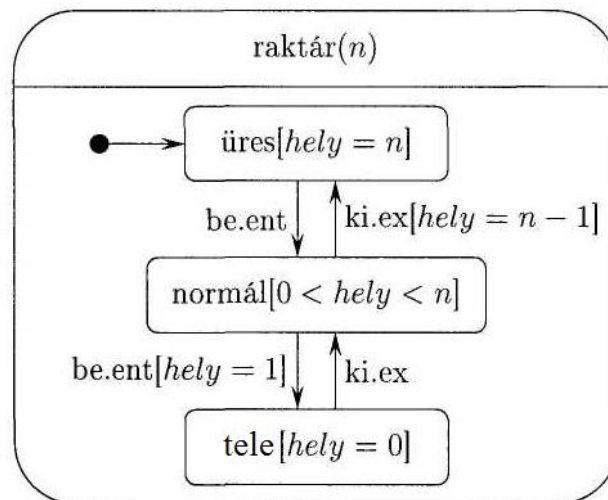 raktár(n)
üres[hely = n]
be.ent
ki.ex[hely = n − 1]
normál[0 < hely < n]
be.ent[hely = 1]
ki.ex
tele[hely = 0]